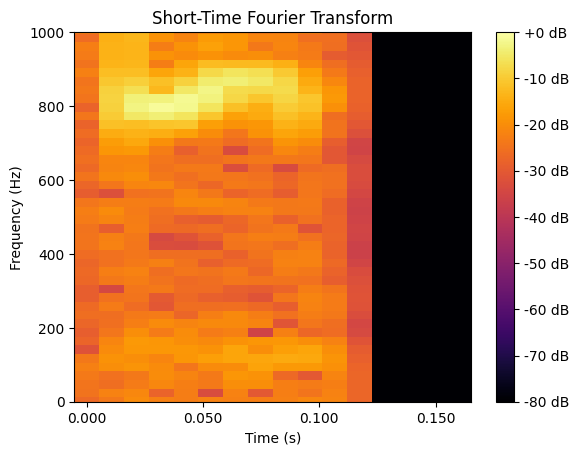 Short-Time Fourier Transform
Frequency (Hz)
1000
800
600
400
200
0
0.000
0.050
0.100
0.150
Time (s)
+0 dB
-10 dB
-20 dB
-30 dB
-40 dB
-50 dB
-60 dB
-70 dB
-80 dB